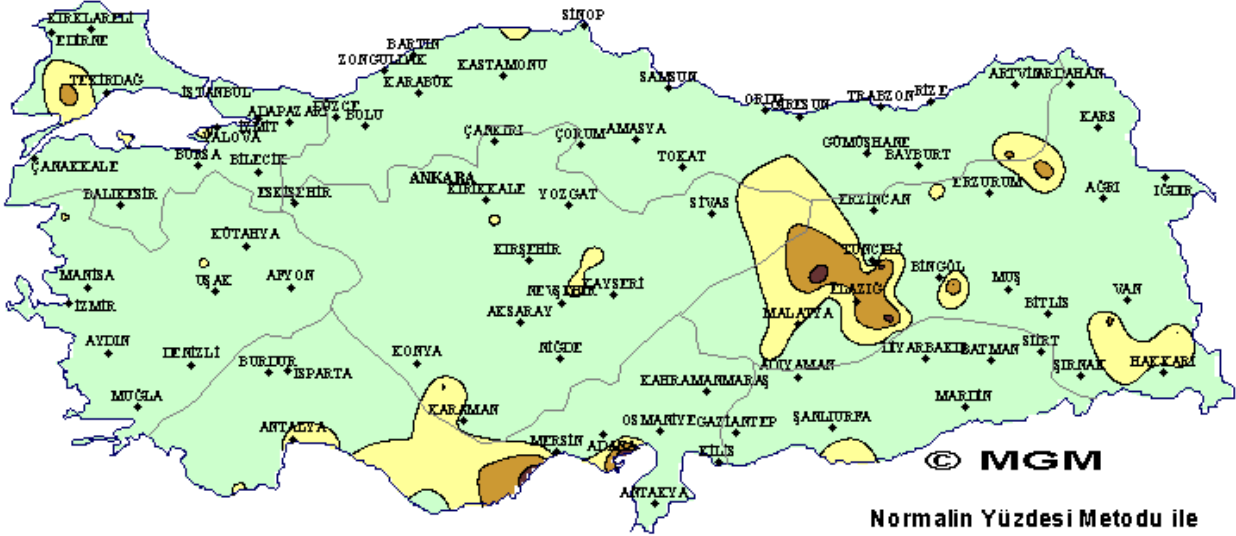 SİNOP
KIRKLARELİ
EDİRNE
BARTIN
ZONGULDAK
KASTAMONU
KARABÜK
TEKİRDAĞ
İSTANBUL
SAMSUN
ARTVİN
ARDAHAN
RİZE
TRABZON
ORDU
GİRESUN
ADAPAZARI
DÜZCE
İZMİT
BOLU
KARS
YALOVA
ÇANKIRI
ÇORUM
AMASYA
GÜMÜŞHANE
BAYBURT
TOKAT
ÇANAKKALE
BURSA
BİLECİK
ANKARA
KIRIKKALE
YOZGAT
ERZURUM
AĞRI
IĞDIR
BALIKESİR
ESKİŞEHİR
SİVAS
ERZİNCAN
KÜTAHYA
KIRŞEHİR
TUNCELİ
BİNGÖL
MUŞ
MANİSA
UŞAK
AFYON
NEVŞEHİR
KAYSERİ
ELAZIĞ
VAN
İZMİR
AKSARAY
MALATYA
BİTLİS
AYDIN
DENİZLİ
BURDUR
ISPARTA
KONYA
NİĞDE
ADIYAMAN
DİYARBAKIR
BATMAN
SİİRT
ŞIRNAK
HAKKARİ
KAHRAMANMARAŞ
MUĞLA
KARAMAN
MARDİN
ANTALYA
MERSİN
ADANA
OSMANİYE
GAZİANTEP
ŞANLIURFA
KİLİS
© MGM
ANTAKYA
Normalin Yüzdesi Metodu ile